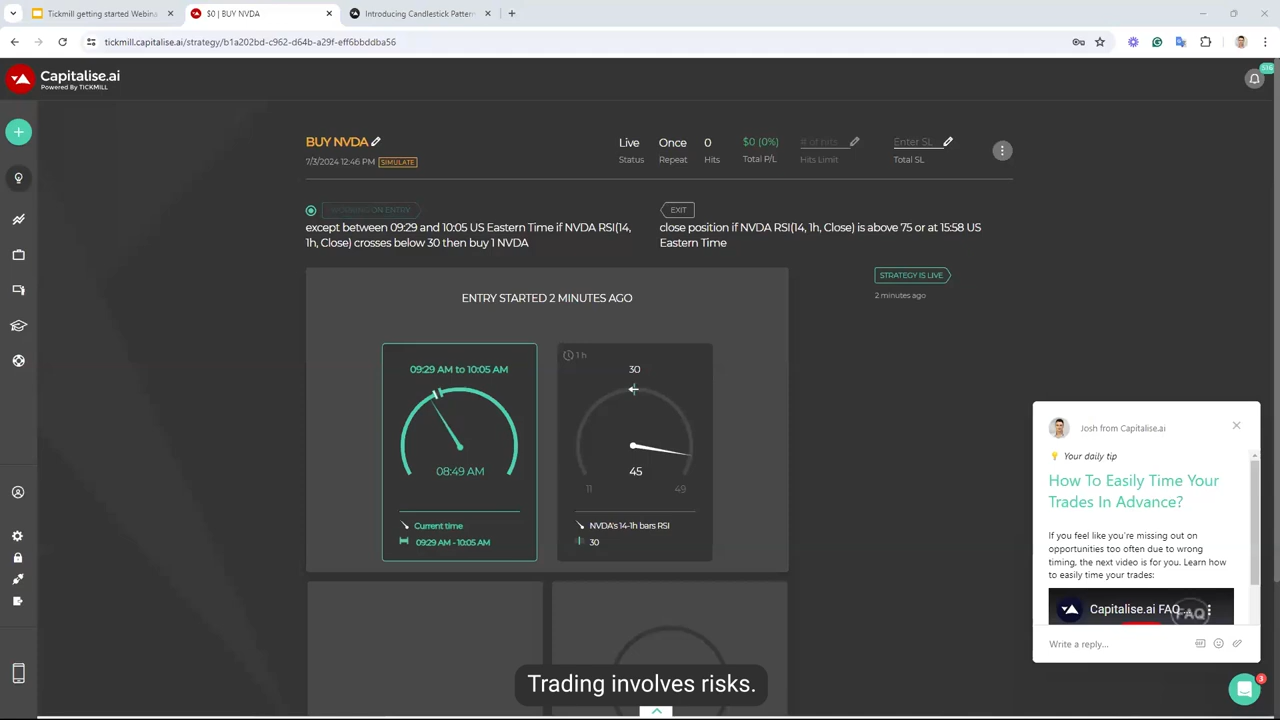 Tickmill getting started Webina
$0 | BUY NVDA
Introducing Candlestick Pattern
tickmill.capitalise.ai/strategy/b1a202bd-c962-d64b-a29f-eff6bbddba56
Capitalise.ai
Powered By TICKMILL
516
BUY NVDA
7/3/2024 12:46 PM SIMULATE
Live
Status
Once
Repeat
0
Hits
$0 (0%)
Total P/L
# of hits
Hits Limit
Enter SL
Total SL
WORKING ON ENTRY
except between 09:29 and 10:05 US Eastern Time if NVDA RSI(14,
1h, Close) crosses below 30 then buy 1 NVDA
EXIT
close position if NVDA RSI(14, 1h, Close) is above 75 or at 15:58 US
Eastern Time
STRATEGY IS LIVE
2 minutes ago
ENTRY STARTED 2 MINUTES AGO
09:29 AM to 10:05 AM
08:49 AM
Current time
09:29 AM - 10:05 AM
1 h
30
45
11
49
NVDA's 14-1h bars RSI
30
Josh from Capitalise.ai
Your daily tip
How To Easily Time Your
Trades In Advance?
If you feel like you're missing out on
opportunities too often due to wrong
timing, the next video is for you. Learn how
to easily time your trades:
Capitalise.ai FAQ...
FAQ
Write a reply...
GIF
3
Trading involves risks.